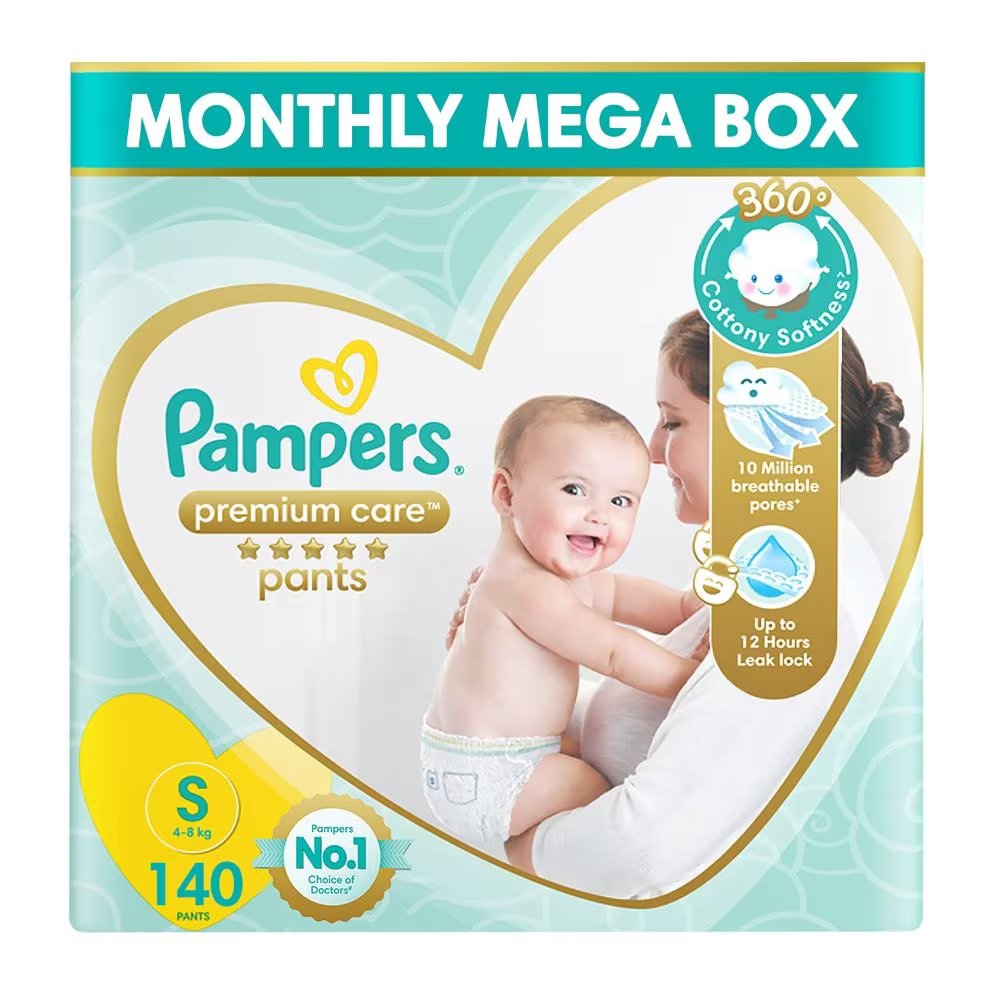 MONTHLY MEGA BOX
360°
Cottony Softness?
Pampers®
premium care™
pants
10 Million
breathable
pores+
Up to
12 Hours
Leak lock
S
4-8 kg
140
PANTS
Pampers
No.1
Choice of
Doctors#